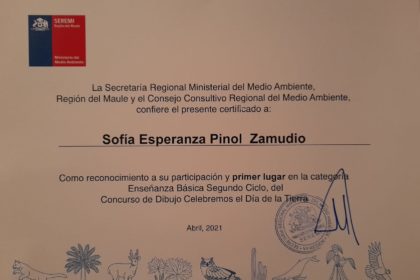 SEREMI
Región del Maule
Ministerio del
Medio Ambiente
La Secretaría Regional Ministerial del Medio Ambiente,
Región del Maule y el Consejo Consultivo Regional del Medio Ambiente,
confiere el presente certificado a:
Sofía Esperanza Pinol Zamudio
Como reconocimiento a su participación y primer lugar en la categoría
Enseñanza Básica Segundo Ciclo, del
Concurso de Dibujo Celebremos el Día de la Tierra
Abril, 2021